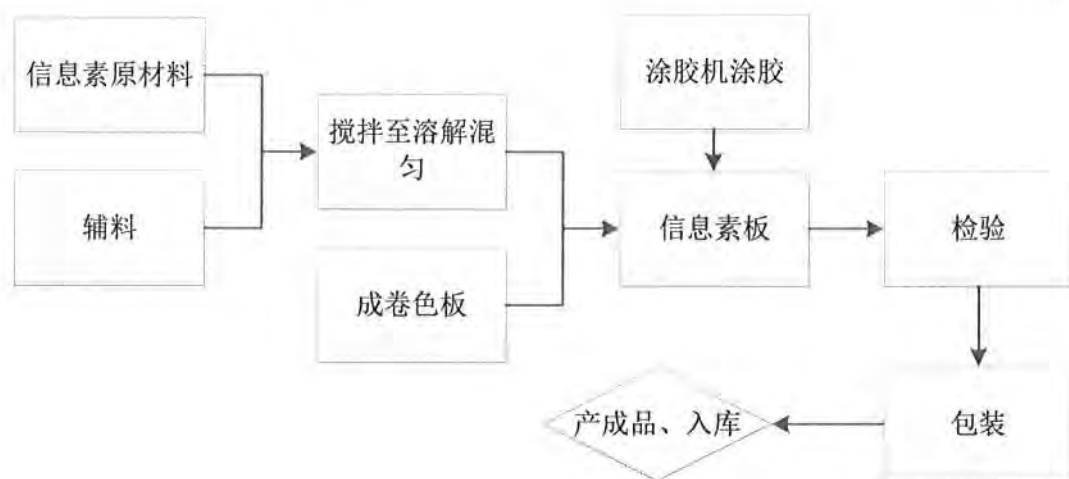 信息素原材料
涂胶机涂胶
搅拌至溶解混
匀
辅料
信息素板
检验
成卷色板
产成品、入库
包装